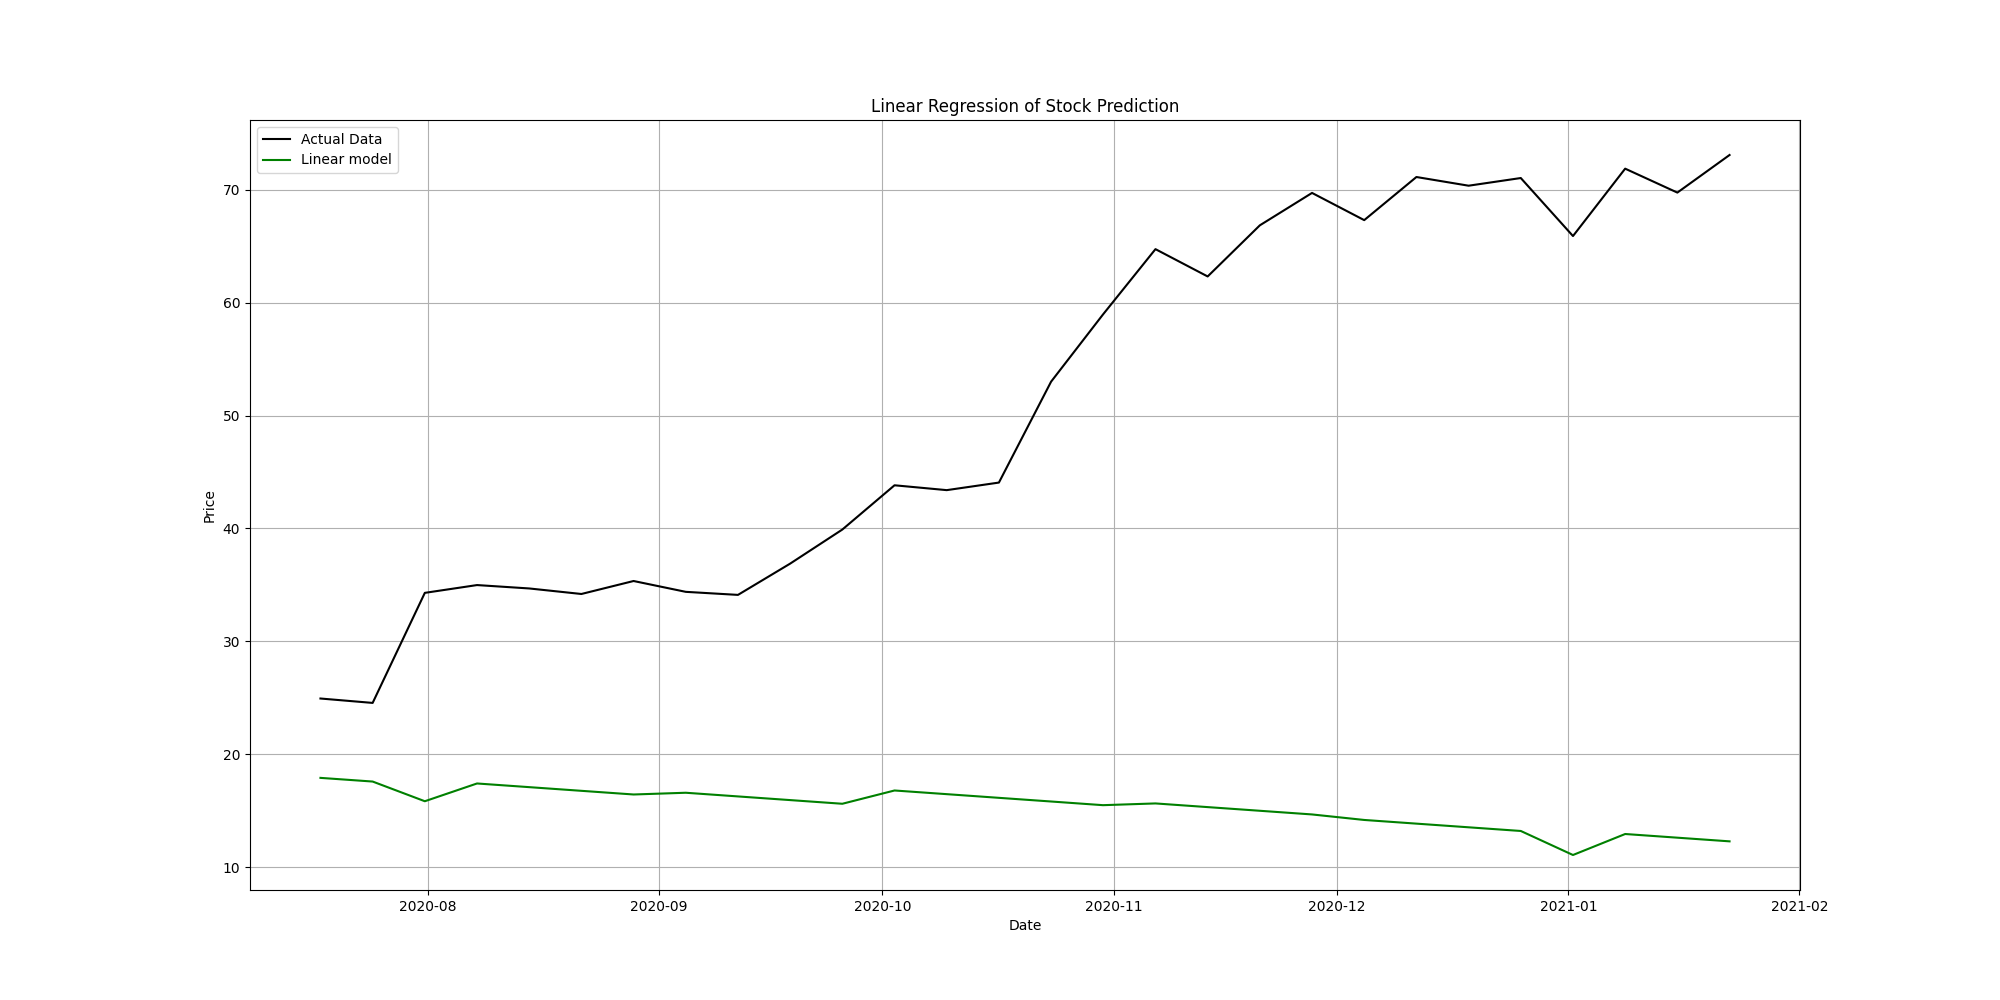 Linear Regression of Stock Prediction
Actual Data
Linear model
70
60
50
40
30
20
10
Price
2020-08
2020-09
2020-10
2020-11
2020-12
2021-01
2021-02
Date